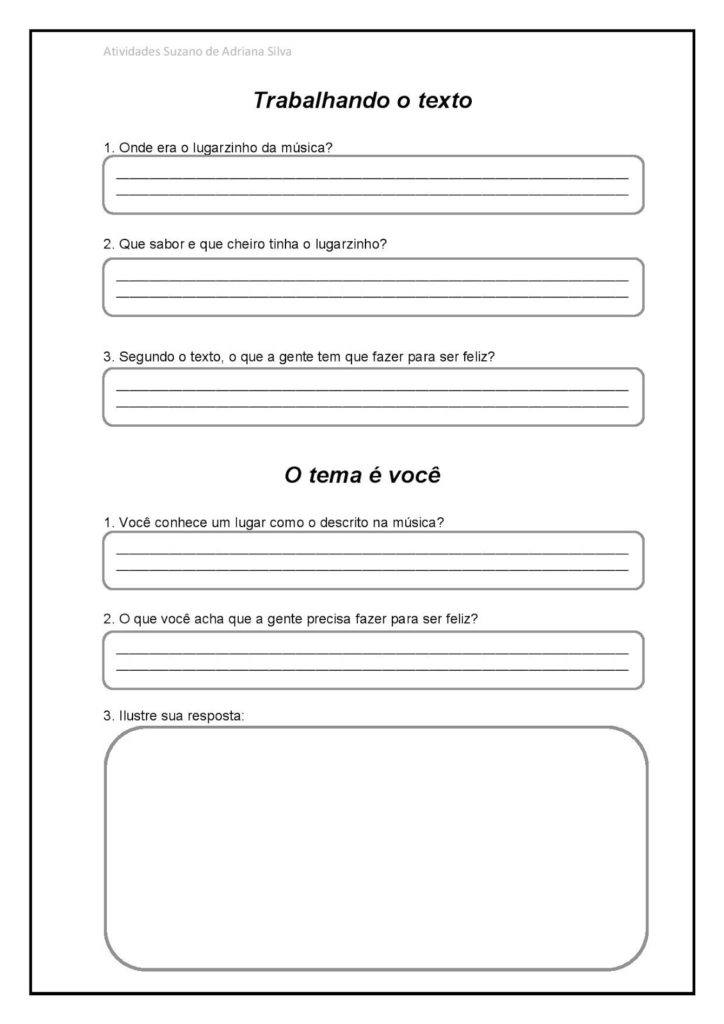 Atividades Suzano de Adriana Silva
Trabalhando o texto
1. Onde era o lugarzinho da música?
2. Que sabor e que cheiro tinha o lugarzinho?
3. Segundo o texto, o que a gente tem que fazer para ser feliz?
O tema é você
1. Você conhece um lugar como o descrito na música?
2. O que você acha que a gente precisa fazer para ser feliz?
3. Ilustre sua resposta: